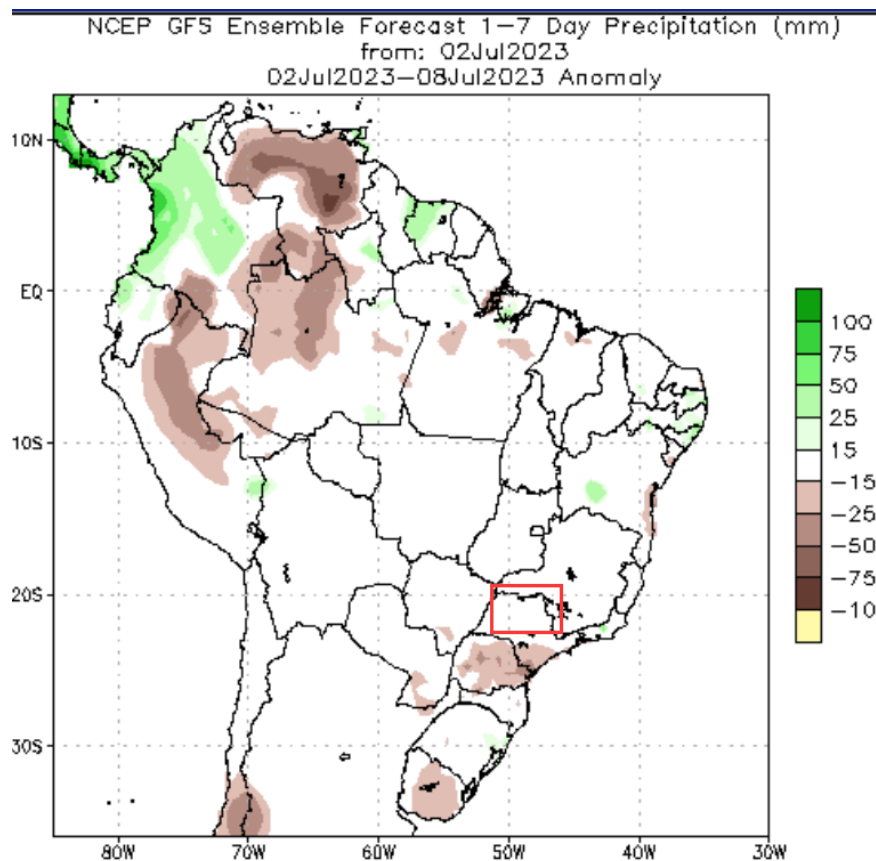 NCEP GFS Ensemble Forecast 1-7 Day Precipitation (mm)
from: 02Jul2023
02Jul2023-08Jul2023 Anomaly
10N
EQ
10S
20S
30S
80W
70W
60W
50W
40W
30W
100
75
50
25
15
-15
-25
-50
-75
-10